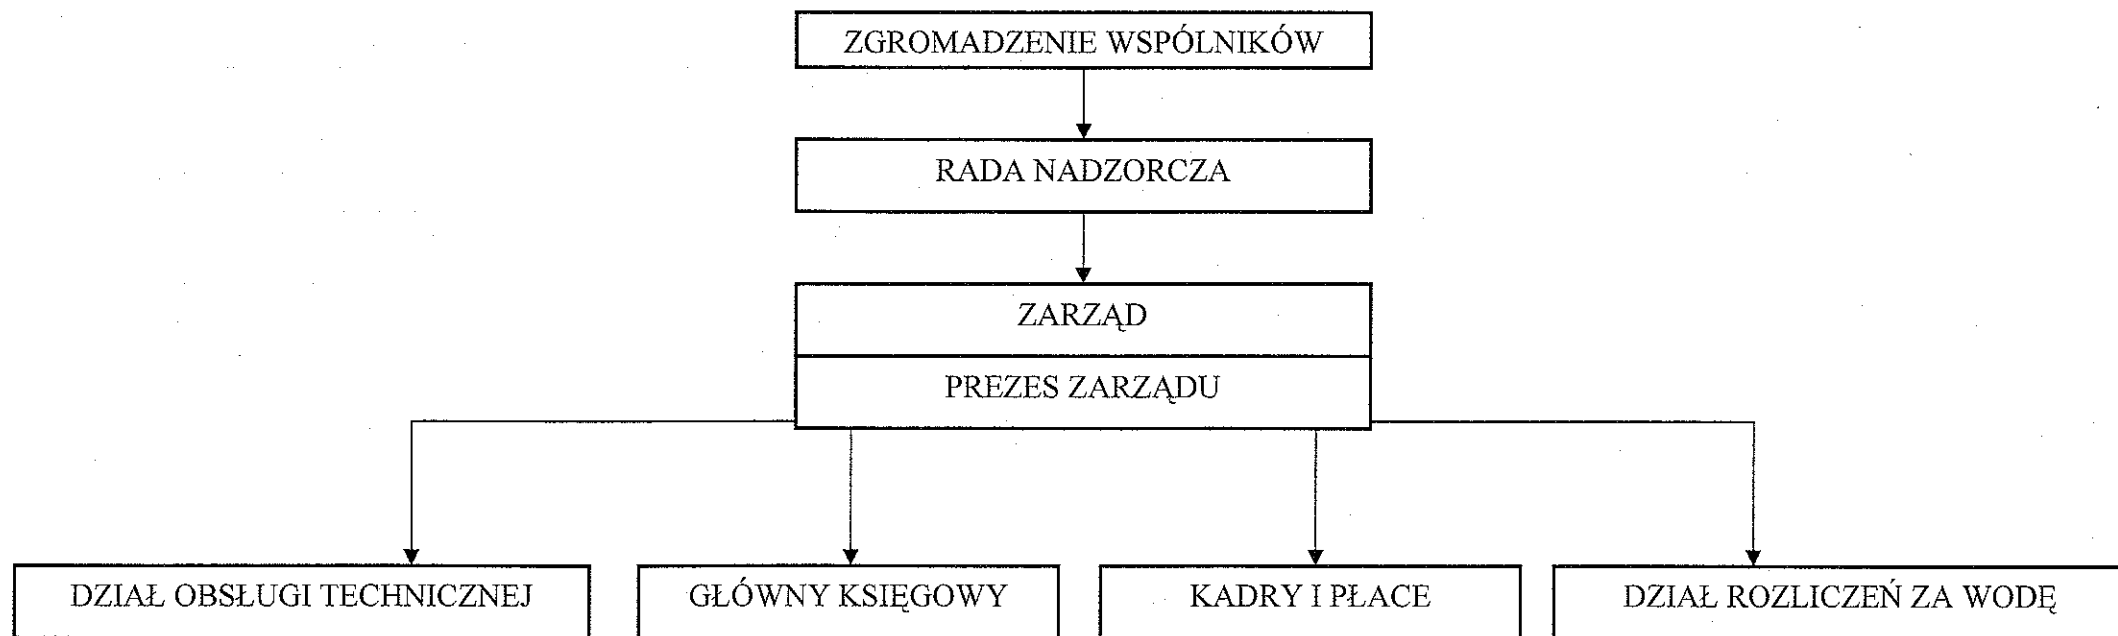 ZGROMADZENIE WSPÓLNIKÓW
RADA NADZORCZA
ZARZĄD
PREZES ZARZĄDU
DZIAŁ OBSŁUGI TECHNICZNEJ
GŁÓWNY KSIĘGOWY
KADRY I PŁACE
DZIAŁ ROZLICZEŃ ZA WODĘ